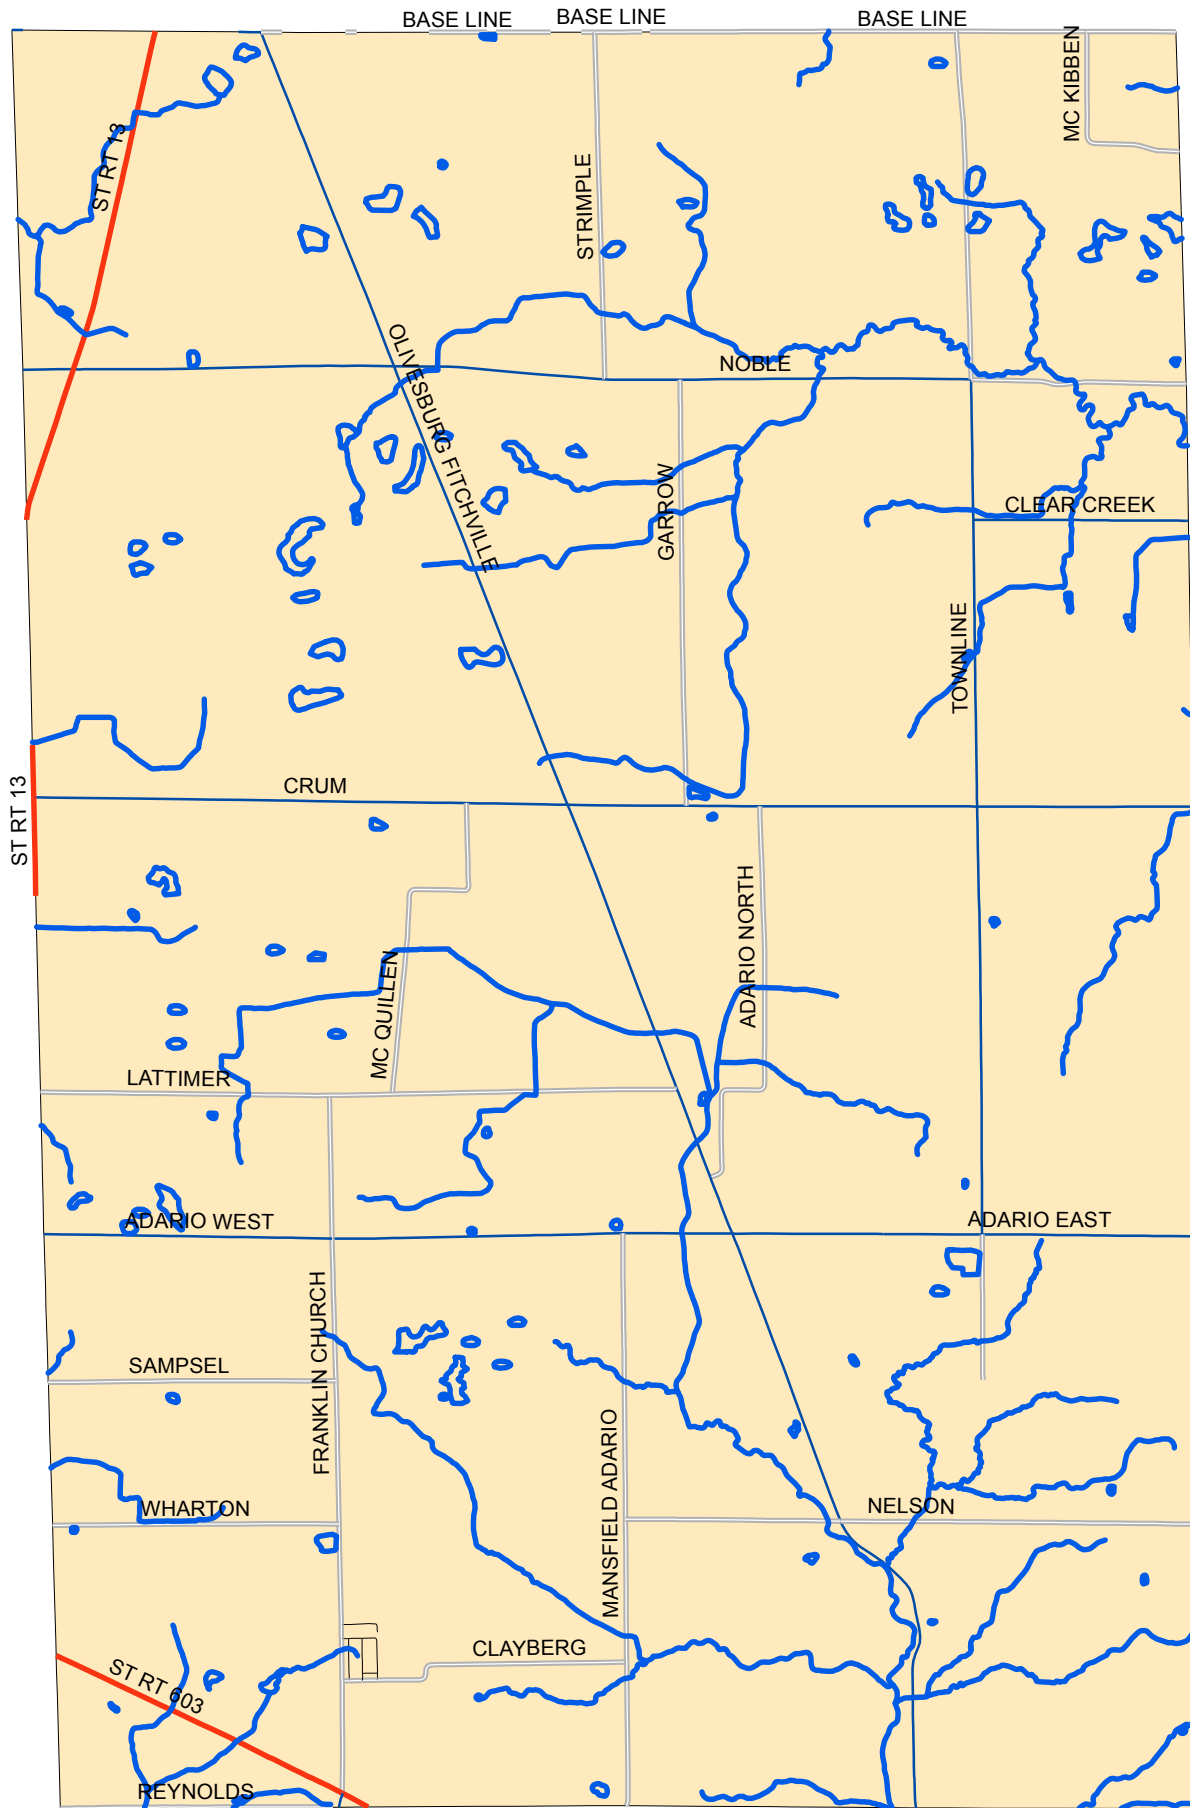 BASE LINE
BASE LINE
BASE LINE
MC KIBBEN
ST RT 13
STRIMPLE
OLIVESBURG FITCHVILLE
NOBLE
GARROW
CLEAR CREEK
TOWNLINE
ST RT 13
CRUM
ADARIO NORTH
MC QUILLEN
LATTIMER
ADARIO WEST
ADARIO EAST
FRANKLIN CHURCH
SAMPSEL
MANSFIELD ADARIO
WHARTON
NELSON
CLAYBERG
ST RT 603
REYNOLDS